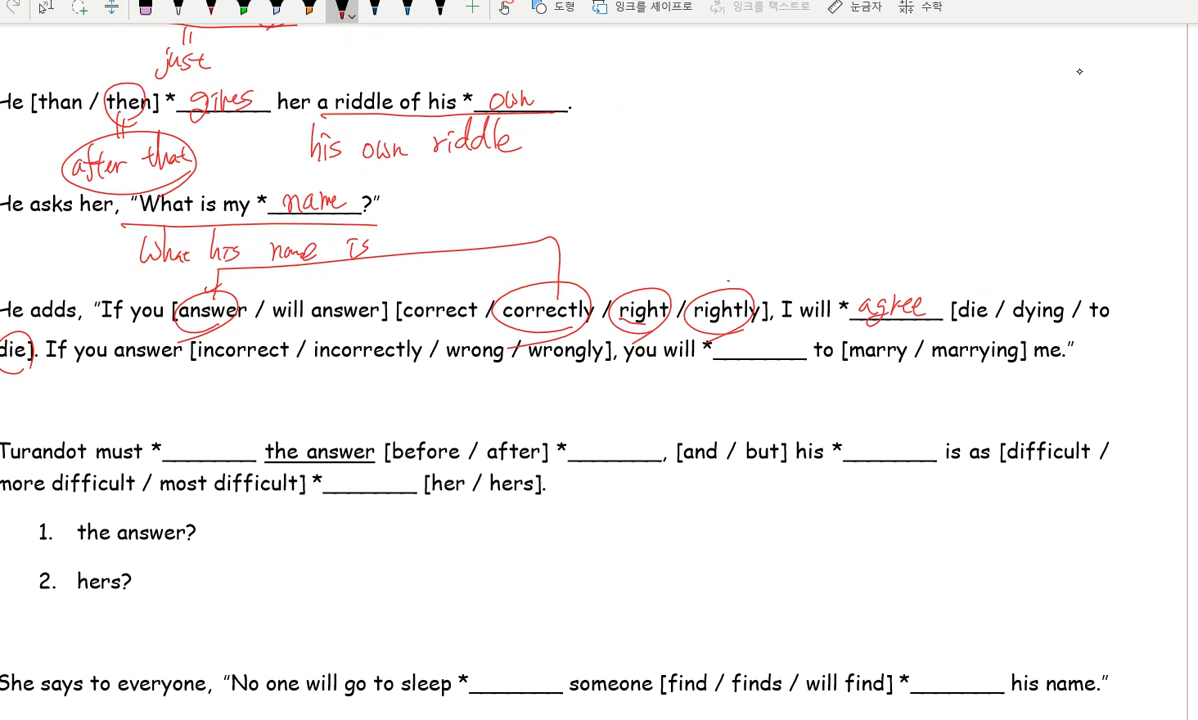 도형 잉크를 셰이프로 잉크를 텍스트로 눈금자 수학
just
He [than / then] * gives her a riddle of his * own.
after that his own riddle
He asks her, “What is my * name ?”
What his name is
He adds, “If you [answer / will answer] [correct / correctly / right / rightly], I will * agree [die / dying / to
die]. If you answer [incorrect / incorrectly / wrong / wrongly], you will *________ to [marry / marrying] me.”
Turandot must *________ the answer [before / after] *________, [and / but] his *________ is as [difficult /
more difficult / most difficult] *________ [her / hers].
1. the answer?
2. hers?
She says to everyone, “No one will go to sleep *________ someone [find / finds / will find] *________ his name.”